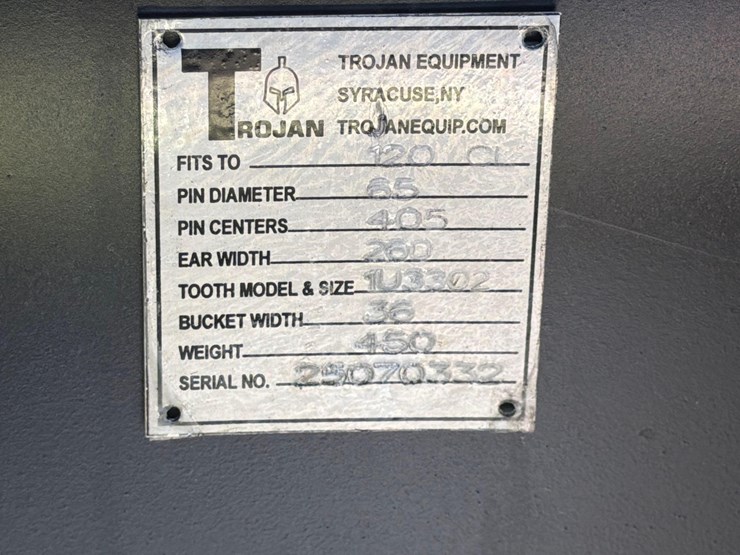 TROJAN EQUIPMENT
SYRACUSE,NY
TROJAN TROJANEQUIP.COM
FITS TO 120 CL
PIN DIAMETER 65
PIN CENTERS 405
EAR WIDTH 260
TOOTH MODEL & SIZE 1U3302
BUCKET WIDTH 36
WEIGHT 450
SERIAL NO. 25070332